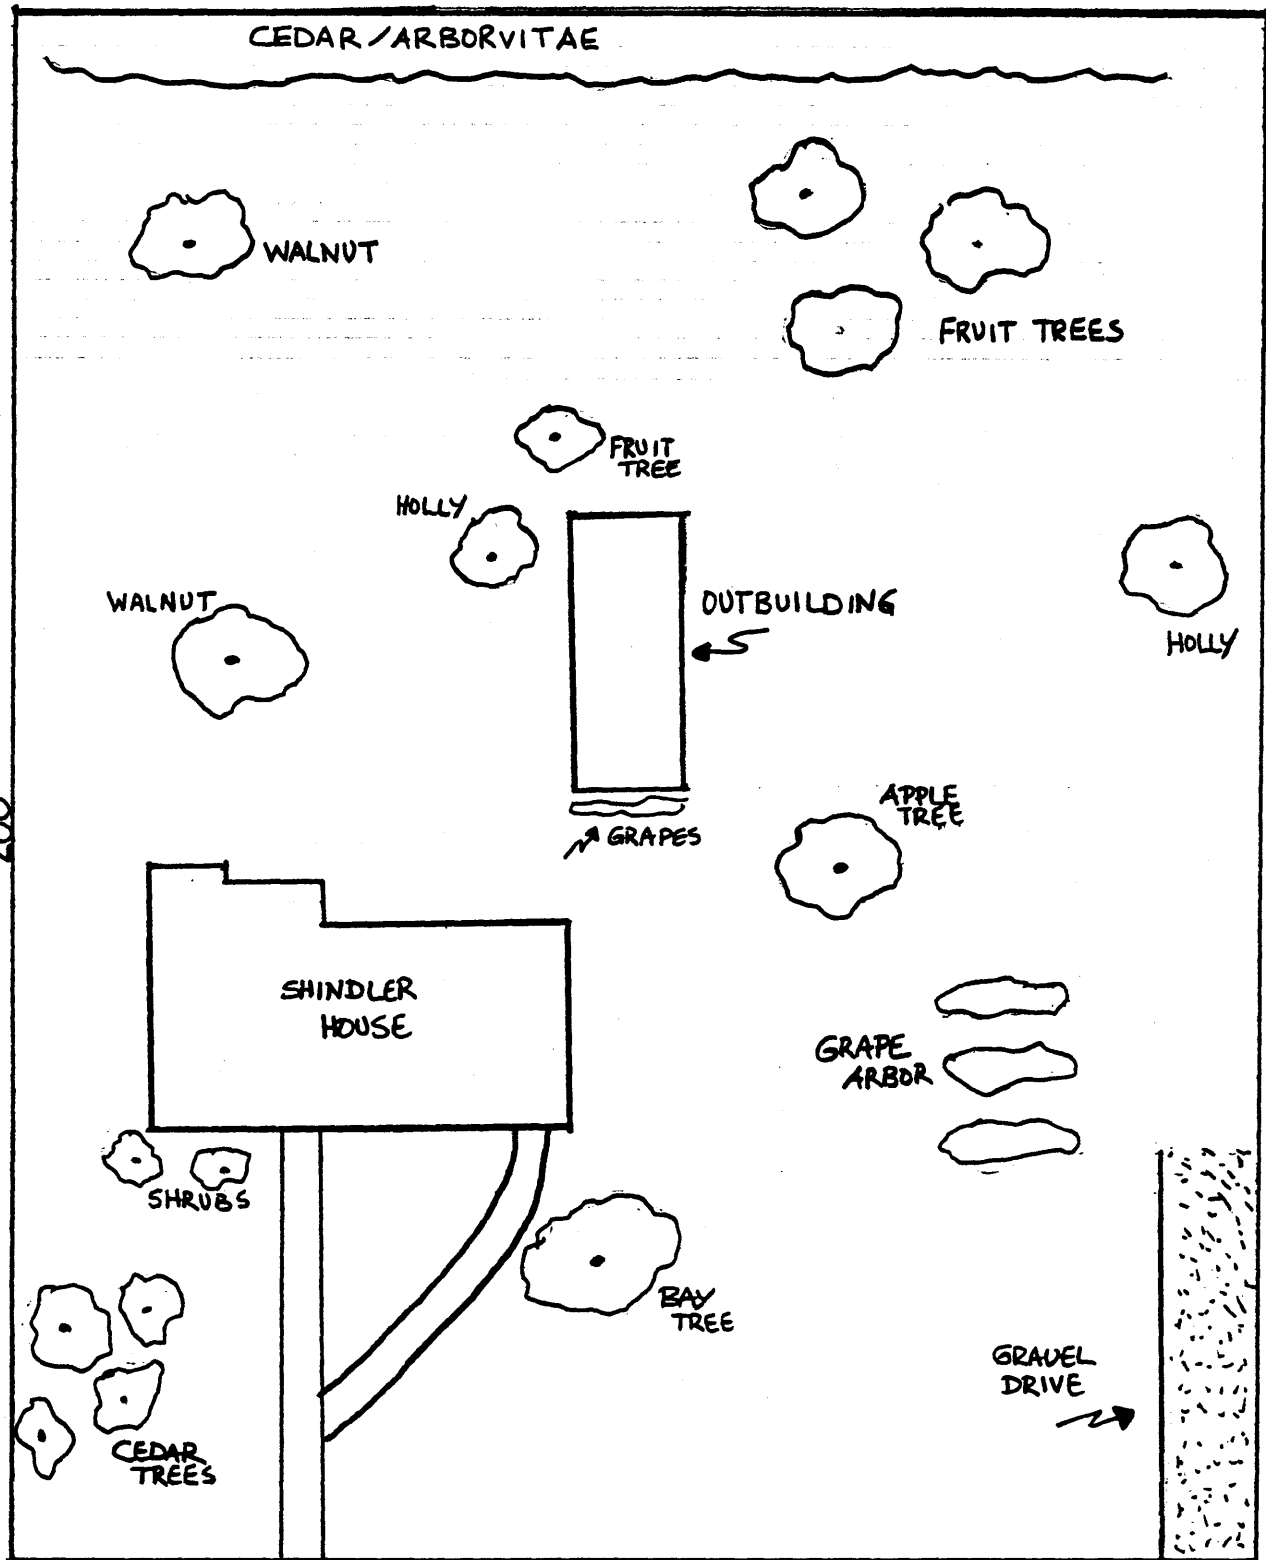 CEDAR/ARBORVITAE
WALNUT
FRUIT TREES
FRUIT
TREE
HOLLY
WALNUT
OUTBUILDING
HOLLY
APPLE
TREE
GRAPES
SHINDLER
HOUSE
GRAPE
ARBOR
SHRUBS
BAY
TREE
GRAVEL
DRIVE
CEDAR
TREES